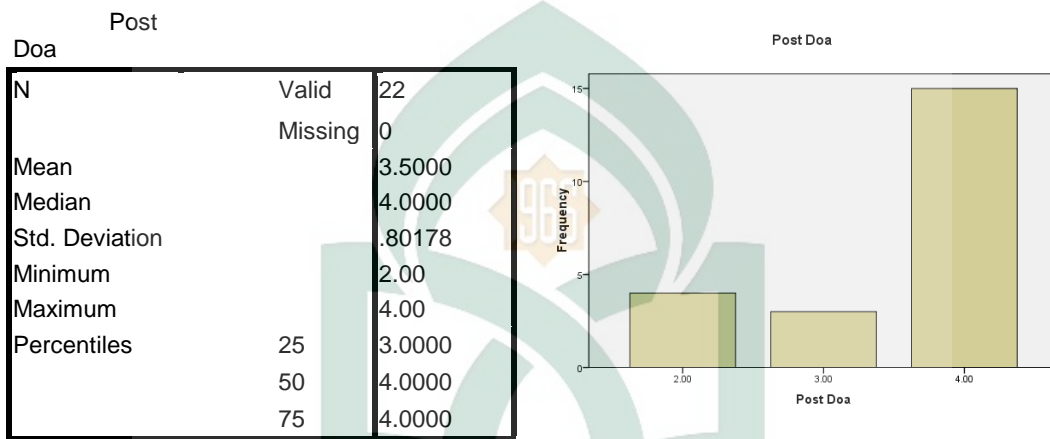 Post
Doa
N Valid 22
Missing 0
Mean 3.5000
Median 4.0000
Std. Deviation .80178
Minimum 2.00
Maximum 4.00
Percentiles 25 3.0000
50 4.0000
75 4.0000
Post Doa
15
10
5
0
Frequency
2.00 3.00 4.00
Post Doa
965